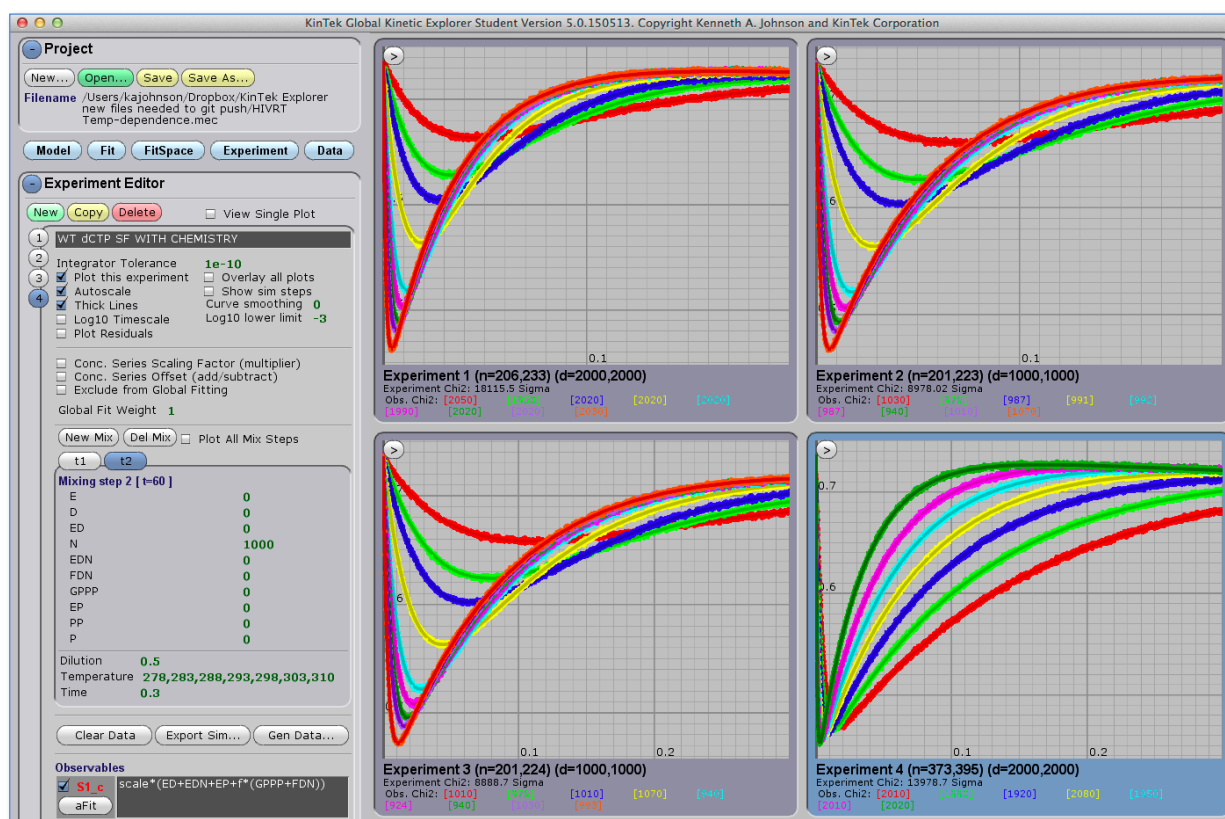 KinTek Global Kinetic Explorer Student Version 5.0.150513. Copyright Kenneth A. Johnson and KinTek Corporation
- Project
New... Open... Save Save As...
Filename /Users/kajohnson/Dropbox/KinTek Explorer
new files needed to git push/HIVRT
Temp-dependence.mec
Model Fit FitSpace Experiment Data
- Experiment Editor
New Copy Delete View Single Plot
1 WT dCTP SF WITH CHEMISTRY
2 Integrator Tolerance 1e-10
3 Plot this experiment Overlay all plots
4 Autoscale Show sim steps
Thick Lines Curve smoothing 0
Log10 Timescale Log10 lower limit -3
Plot Residuals
Conc. Series Scaling Factor (multiplier)
Conc. Series Offset (add/subtract)
Exclude from Global Fitting
Global Fit Weight 1
New Mix Del Mix Plot All Mix Steps
t1 t2
Mixing step 2 [ t=60 ]
E 0
D 0
ED 0
N 1000
EDN 0
FDN 0
GPPP 0
EP 0
PP 0
P 0
Dilution 0.5
Temperature 278,283,288,293,298,303,310
Time 0.3
Clear Data Export Sim... Gen Data...
Observables
S1_c scale*(ED+EDN+EP+f*(GPPP+FDN))
aFit
>
0.1
Experiment 1 (n=206,233) (d=2000,2000)
Experiment Chi2: 18115.5 Sigma
Obs. Chi2: [2050] [2020] [2020]
[1990] [2020] [2030]
>
0.1
Experiment 2 (n=201,223) (d=1000,1000)
Experiment Chi2: 8978.02 Sigma
Obs. Chi2: [1030] [987] [991] [992]
[987] [940] [1070]
>
0.1 0.2
Experiment 3 (n=201,224) (d=1000,1000)
Experiment Chi2: 8888.7 Sigma
Obs. Chi2: [1010] [1010] [1070] [940]
[924] [940]
>
0.7
0.6
0.1 0.2
Experiment 4 (n=373,395) (d=2000,2000)
Experiment Chi2: 13978.7 Sigma
Obs. Chi2: [2010] [1920] [2080] [1950]
[2010] [2020]